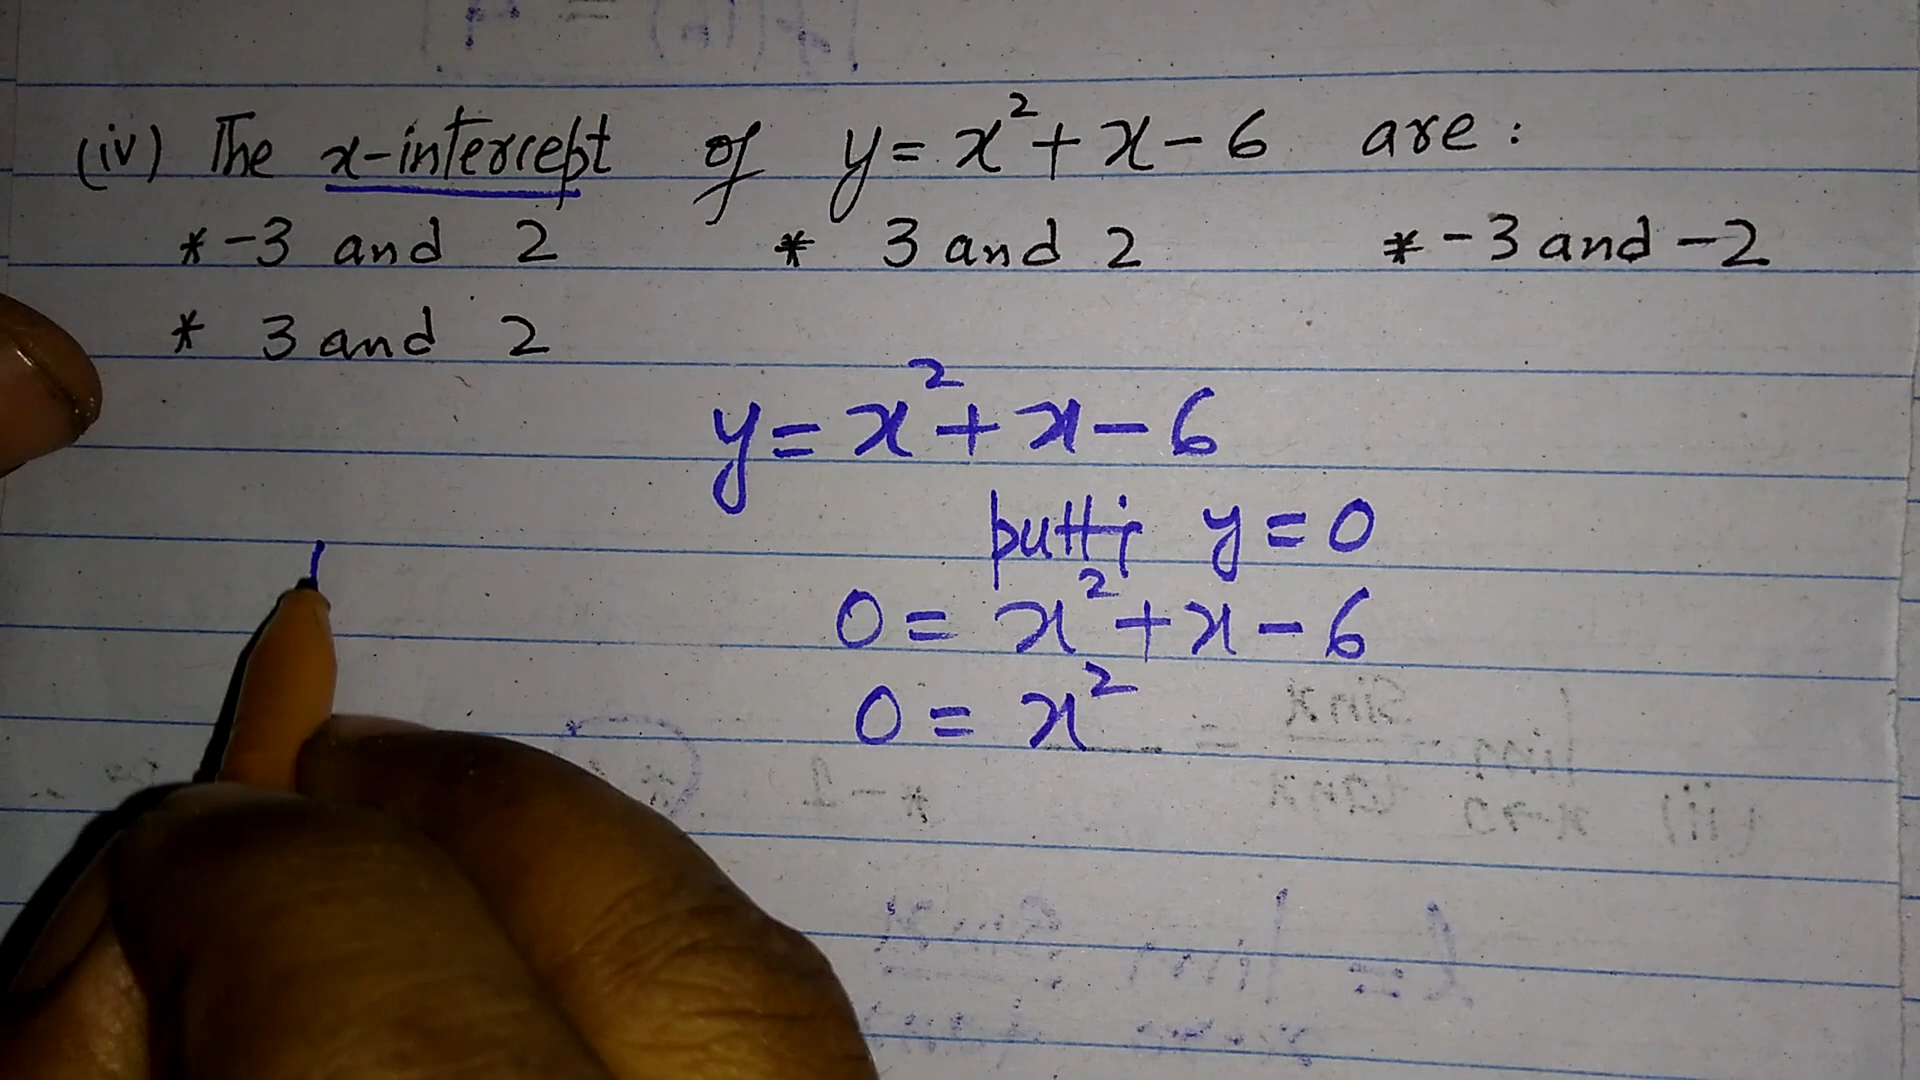 (iv) The x-intercept of y = x² + x - 6 are :
* -3 and 2 * 3 and 2 * -3 and -2
* 3 and 2
y = x² + x - 6
y = 0
0 = x² + x - 6
0 = x²